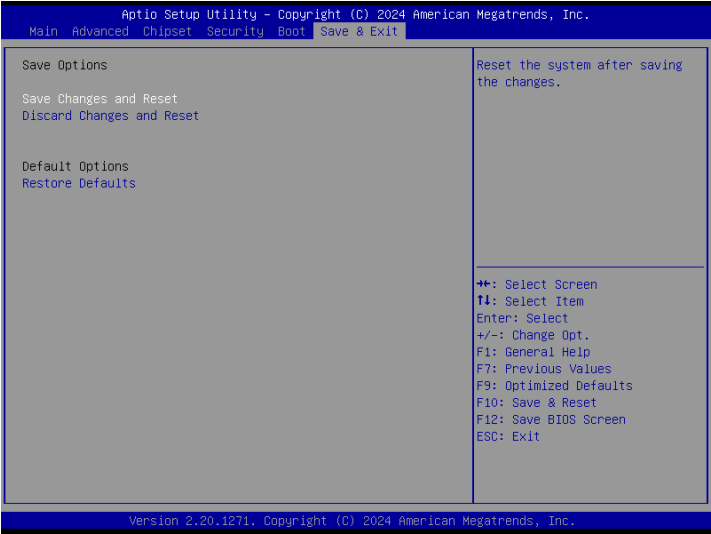 Aptio Setup Utility – Copyright (C) 2024 American Megatrends, Inc.
Main Advanced Chipset Security Boot Save & Exit
Save Options
Save Changes and Reset
Discard Changes and Reset
Default Options
Restore Defaults
Reset the system after saving
the changes.
→←: Select Screen
↑↓: Select Item
Enter: Select
+/-: Change Opt.
F1: General Help
F7: Previous Values
F9: Optimized Defaults
F10: Save & Reset
F12: Save BIOS Screen
ESC: Exit
Version 2.20.1271. Copyright (C) 2024 American Megatrends, Inc.